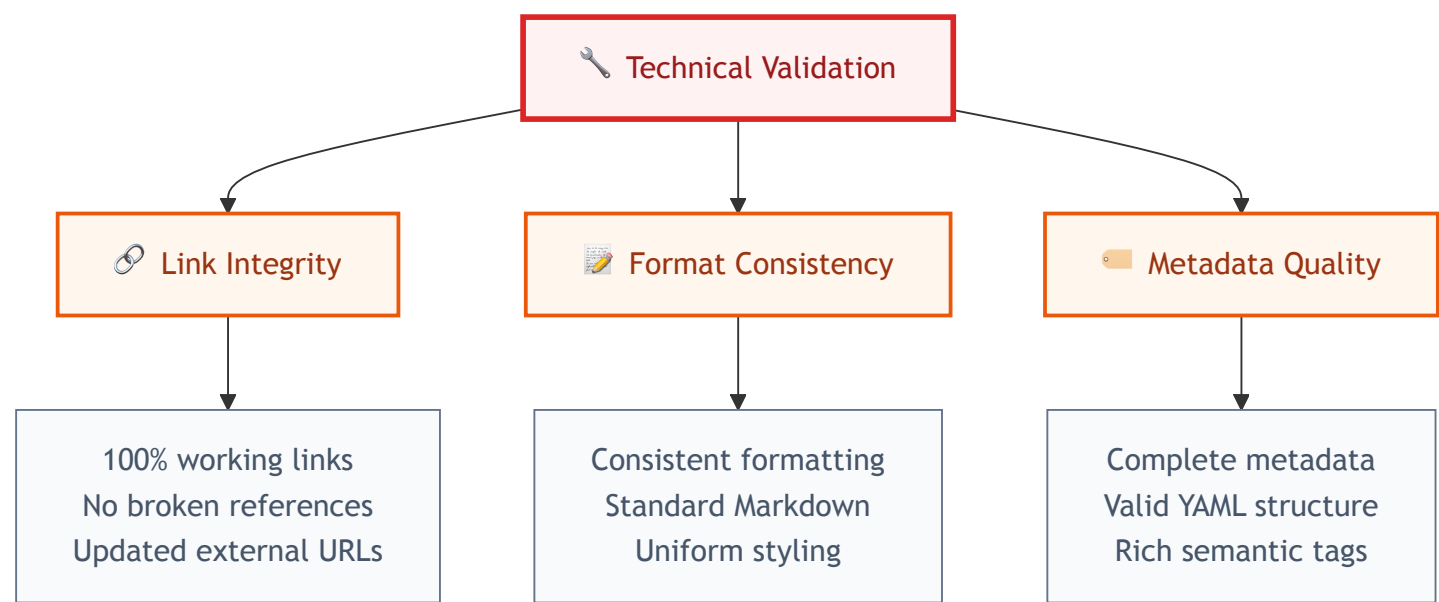 Technical Validation
Link Integrity
Format Consistency
Metadata Quality
100% working links
No broken references
Updated external URLs
Consistent formatting
Standard Markdown
Uniform styling
Complete metadata
Valid YAML structure
Rich semantic tags